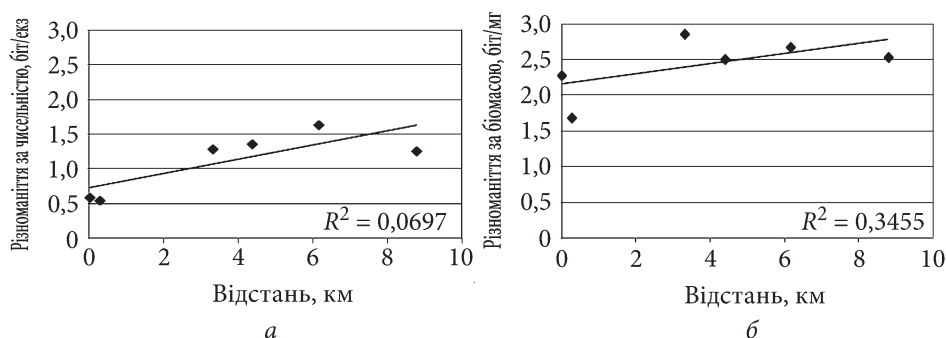 Різноманіття за чисельністю, біт/екз
3,0
2,5
2,0
1,5
1,0
0,5
0
R² = 0,0697
0 2 4 6 8 10
Відстань, км
а
Різноманіття за біомасою, біт/мг
3,0
2,5
2,0
1,5
1,0
0,5
0
R² = 0,3455
0 2 4 6 8 10
Відстань, км
б